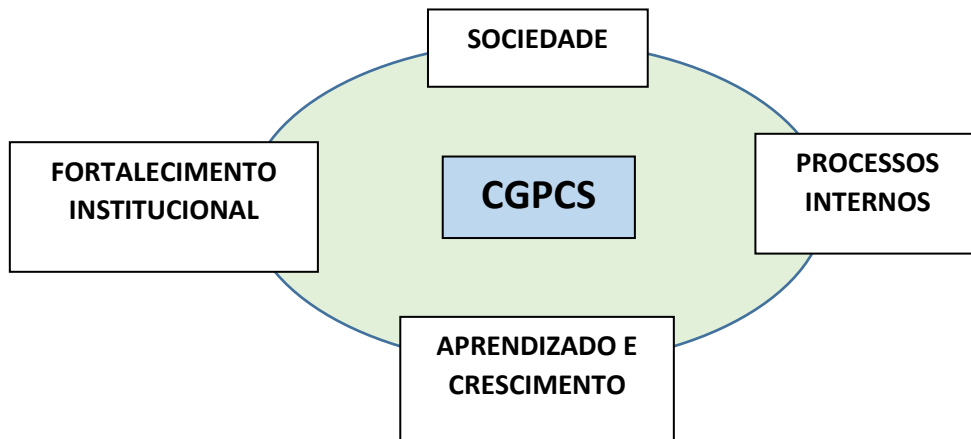 SOCIEDADE
FORTALECIMENTO
INSTITUCIONAL
CGPCS
PROCESSOS
INTERNOS
APRENDIZADO E
CRESCIMENTO